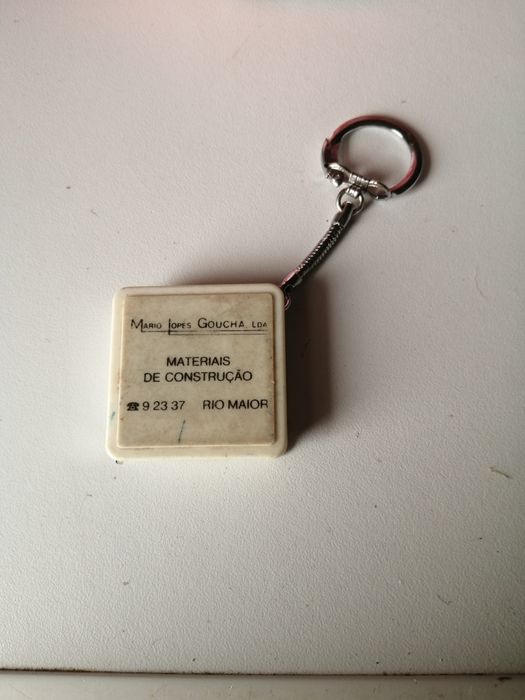 MARIO LOPES GOUCHA, LDA
MATERIAIS
DE CONSTRUÇÃO
☎ 9 23 37 RIO MAIOR